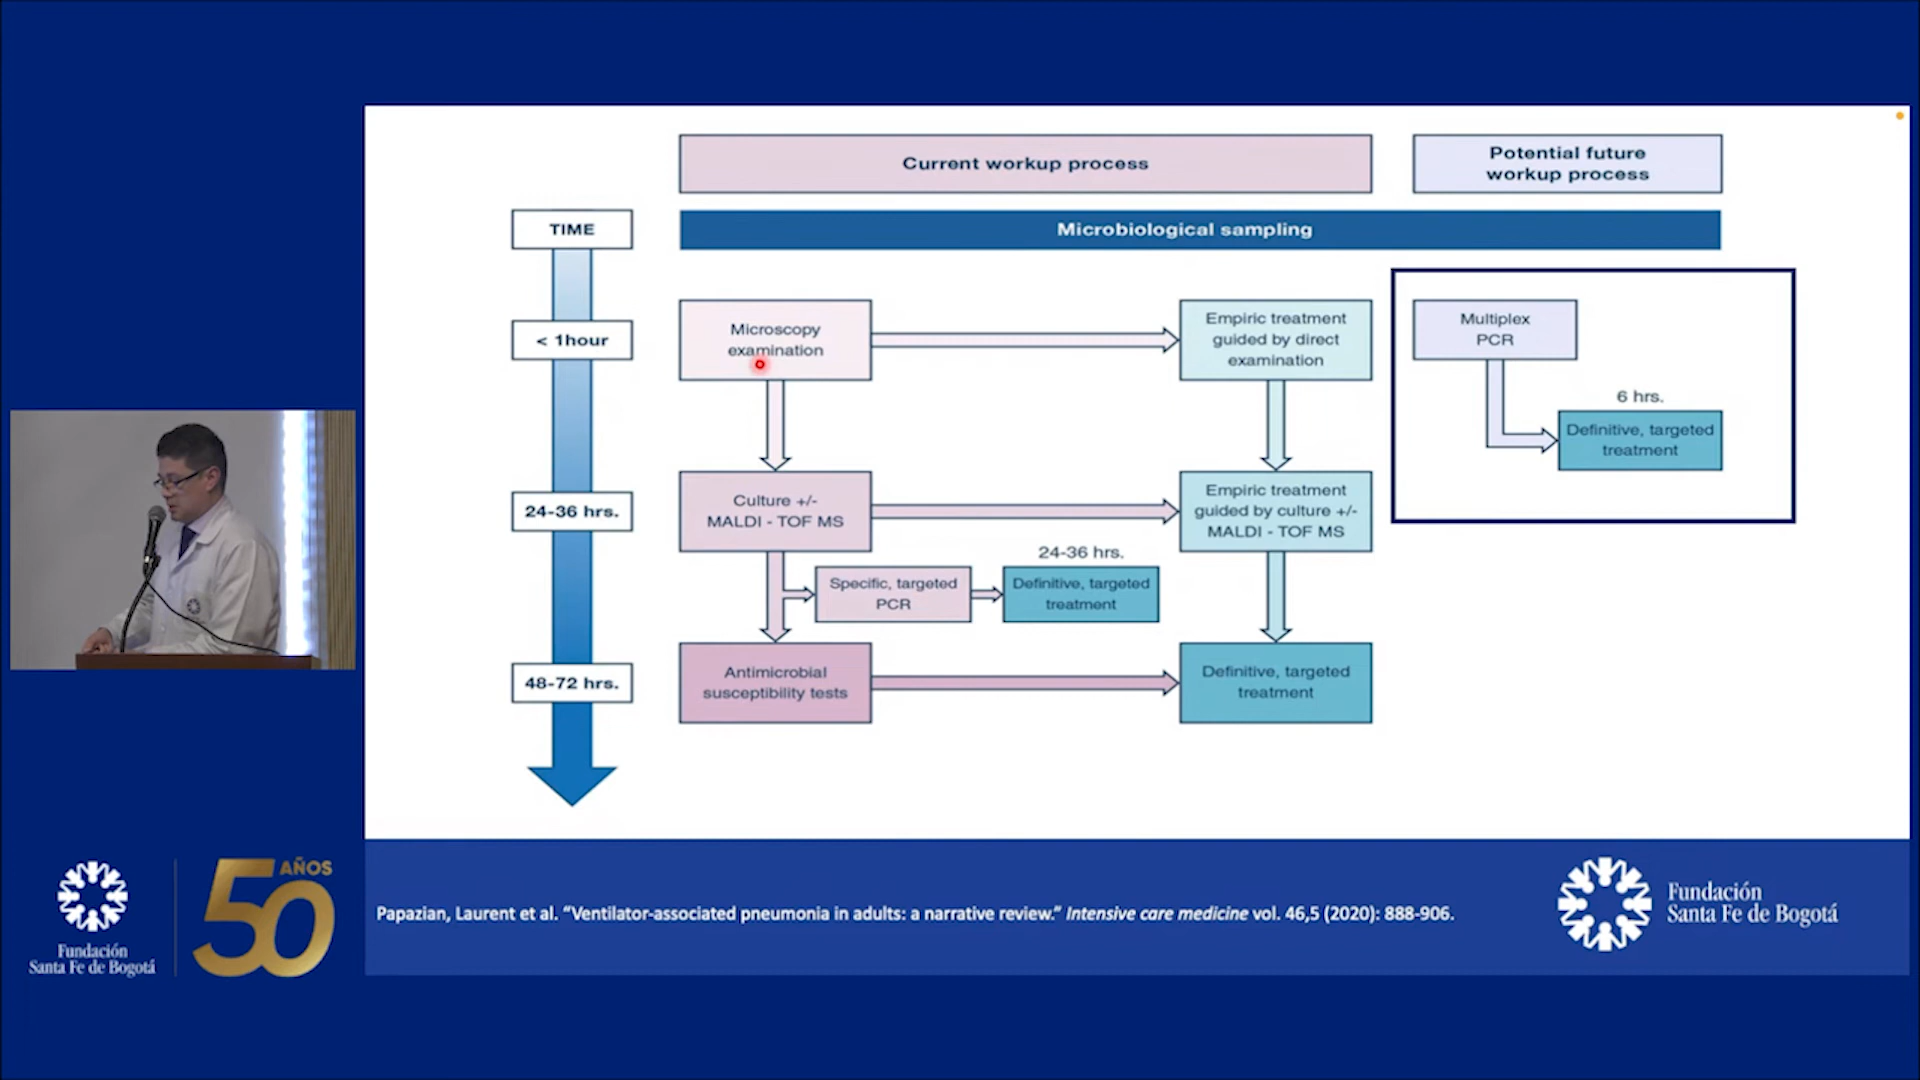 Current workup process
Potential future
workup process
TIME
Microbiological sampling
< 1hour
Microscopy
examination
Empiric treatment
guided by direct
examination
Multiplex
PCR
6 hrs.
Definitive, targeted
treatment
24-36 hrs.
Culture +/-
MALDI - TOF MS
Empiric treatment
guided by culture +/-
MALDI - TOF MS
Specific, targeted
PCR
24-36 hrs.
Definitive, targeted
treatment
48-72 hrs.
Antimicrobial
susceptibility tests
Definitive, targeted
treatment
Fundación
Santa Fe de Bogotá
50 AÑOS
Papazian, Laurent et al. “Ventilator-associated pneumonia in adults: a narrative review.” Intensive care medicine vol. 46,5 (2020): 888-906.
Fundación
Santa Fe de Bogotá